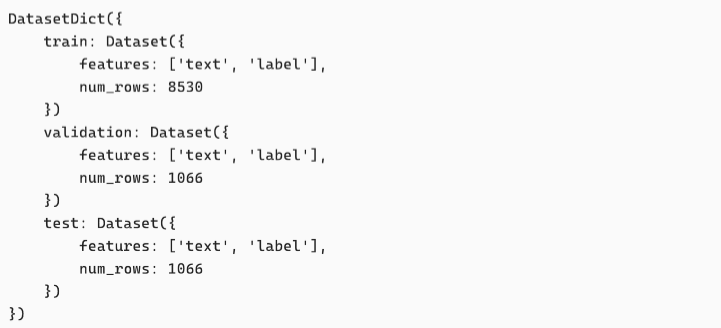 DatasetDict({
    train: Dataset({
        features: ['text', 'label'],
        num_rows: 8530
    })
    validation: Dataset({
        features: ['text', 'label'],
        num_rows: 1066
    })
    test: Dataset({
        features: ['text', 'label'],
        num_rows: 1066
    })
})